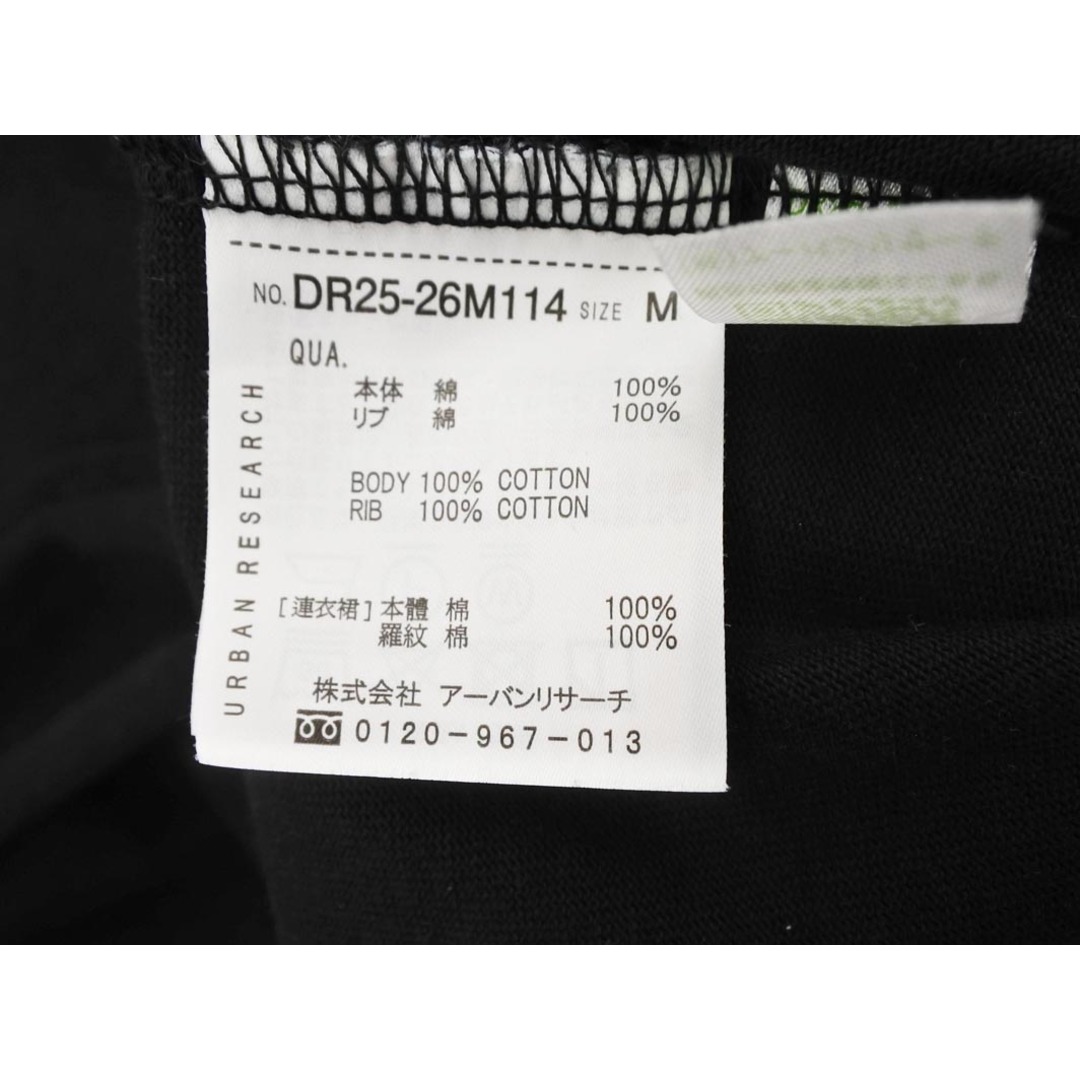 NO. DR25-26M114 SIZE M
QUA.
本体 綿 100%
リブ 綿 100%
BODY 100% COTTON
RIB 100% COTTON
[連衣裙] 本體 棉 100%
羅紋 棉 100%
株式会社 アーバンリサーチ
0120-967-013
URBAN RESEARCH